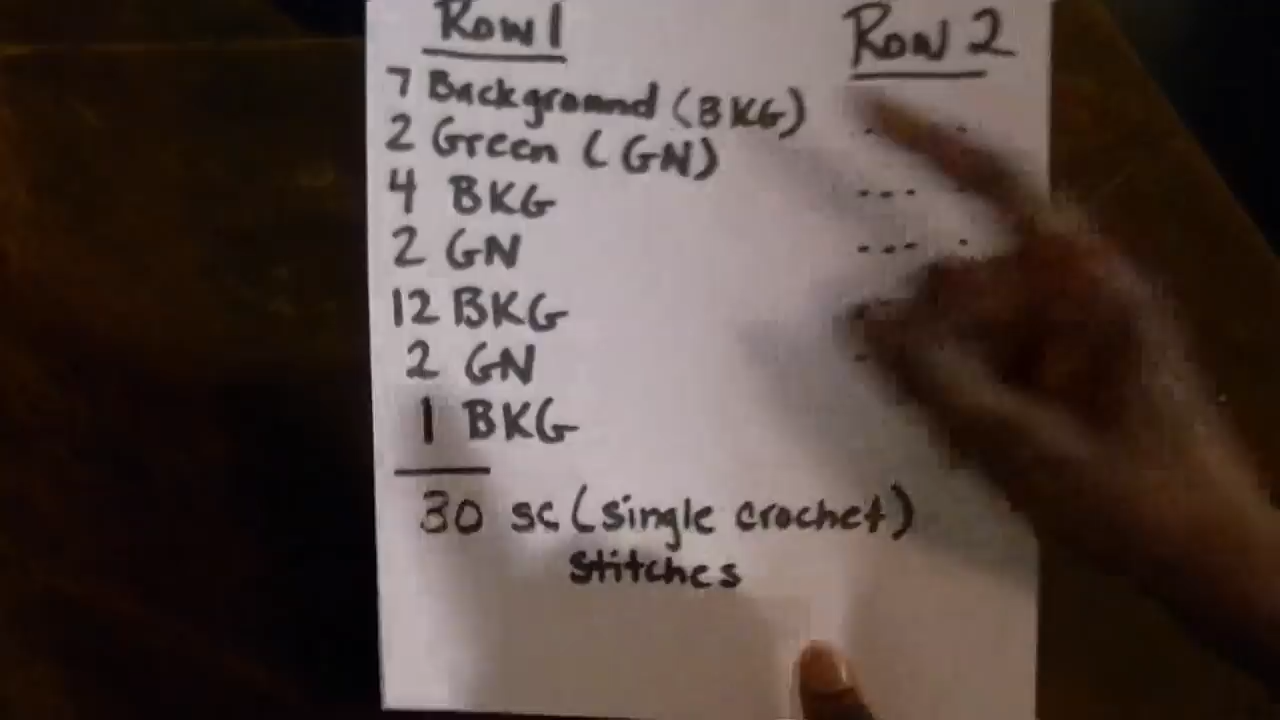 Row 1
7 Background (BKG)
2 Green (GN)
4 BKG
2 GN
12 BKG
2 GN
1 BKG
30 sc (single crochet)
stitches
Row 2